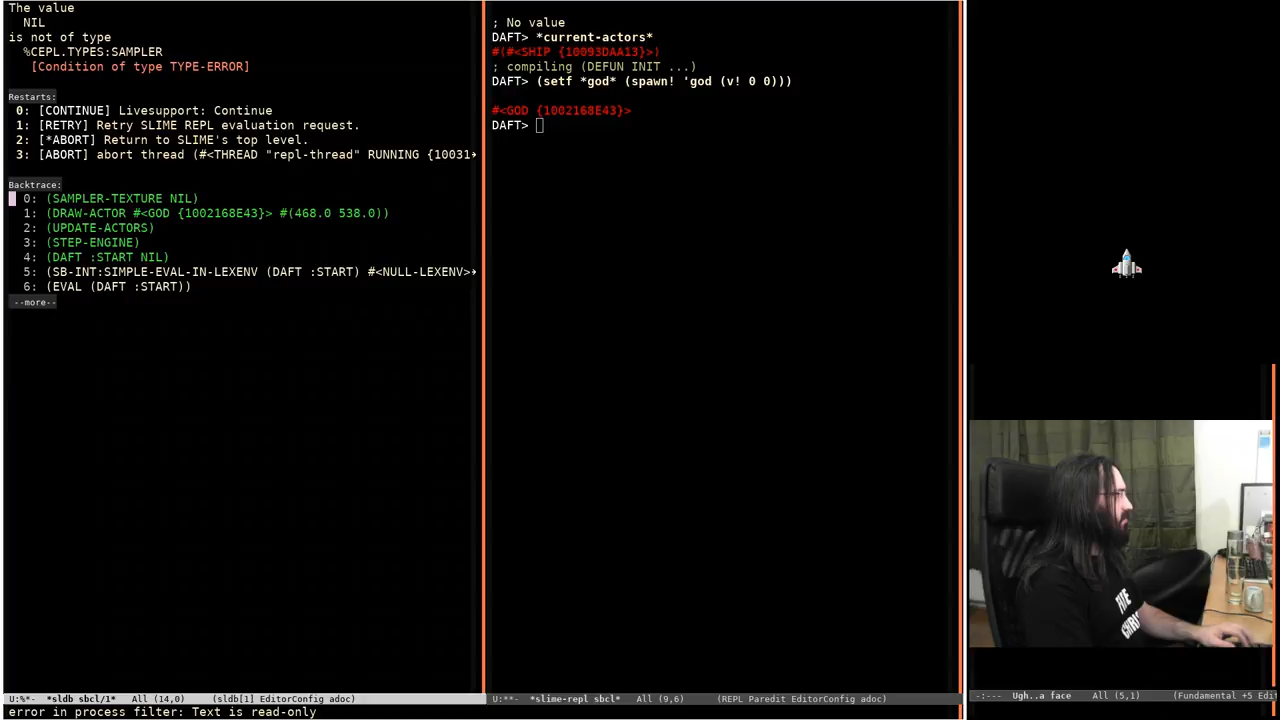 The value
NIL
is not of type
%CEPL.TYPES:SAMPLER
[Condition of type TYPE-ERROR]
Restarts:
0: [CONTINUE] Livesupport: Continue
1: [RETRY] Retry SLIME REPL evaluation request.
2: [*ABORT] Return to SLIME's top level.
3: [ABORT] abort thread (#<THREAD "repl-thread" RUNNING {10031
Backtrace:
0: (SAMPLER-TEXTURE NIL)
1: (DRAW-ACTOR #<GOD {1002168E43}> #(468.0 538.0))
2: (UPDATE-ACTORS)
3: (STEP-ENGINE)
4: (DAFT :START NIL)
5: (SB-INT:SIMPLE-EVAL-IN-LEXENV (DAFT :START) #<NULL-LEXENV>
6: (EVAL (DAFT :START))
--more--
U:%*- *sldb sbcl/1* All (14,0) (sldb[1] EditorConfig adoc)
error in process filter: Text is read-only
; No value
DAFT> *current-actors*
#(#<SHIP {10093DAA13}>)
; compiling (DEFUN INIT ...)
DAFT> (setf *god* (spawn! 'god (v! 0 0)))
#<GOD {1002168E43}>
DAFT>
U:**- *slime-repl sbcl* All (9,6) (REPL Paredit EditorConfig adoc)
THE
-:--- Ugh..a face All (5,1) (Fundamental +5 Edi